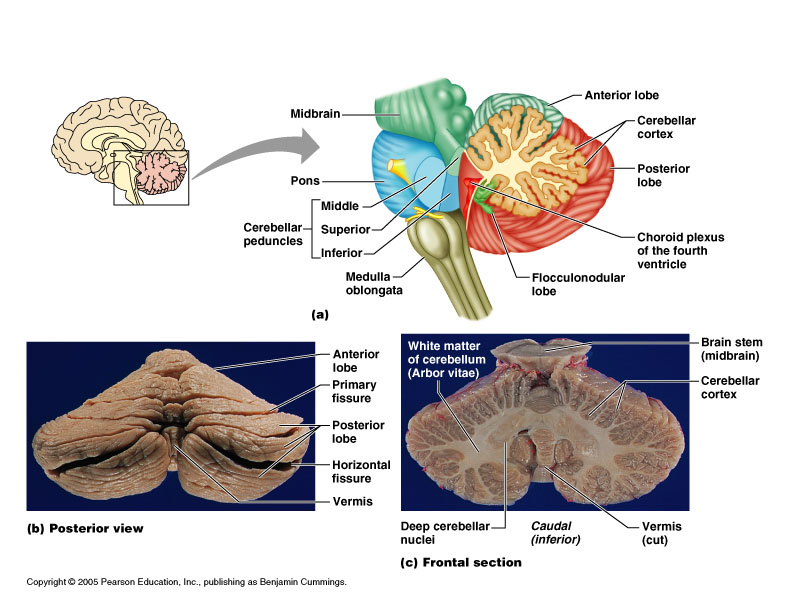 Midbrain
Anterior lobe
Cerebellar
cortex
Pons
Posterior
lobe
Cerebellar
peduncles
Middle
Superior
Inferior
Choroid plexus
of the fourth
ventricle
Medulla
oblongata
Flocculonodular
lobe
(a)
Anterior
lobe
Primary
fissure
Posterior
lobe
Horizontal
fissure
Vermis
(b) Posterior view
White matter
of cerebellum
(Arbor vitae)
Brain stem
(midbrain)
Cerebellar
cortex
Deep cerebellar
nuclei
Caudal
(inferior)
Vermis
(cut)
(c) Frontal section
Copyright © 2005 Pearson Education, Inc., publishing as Benjamin Cummings.